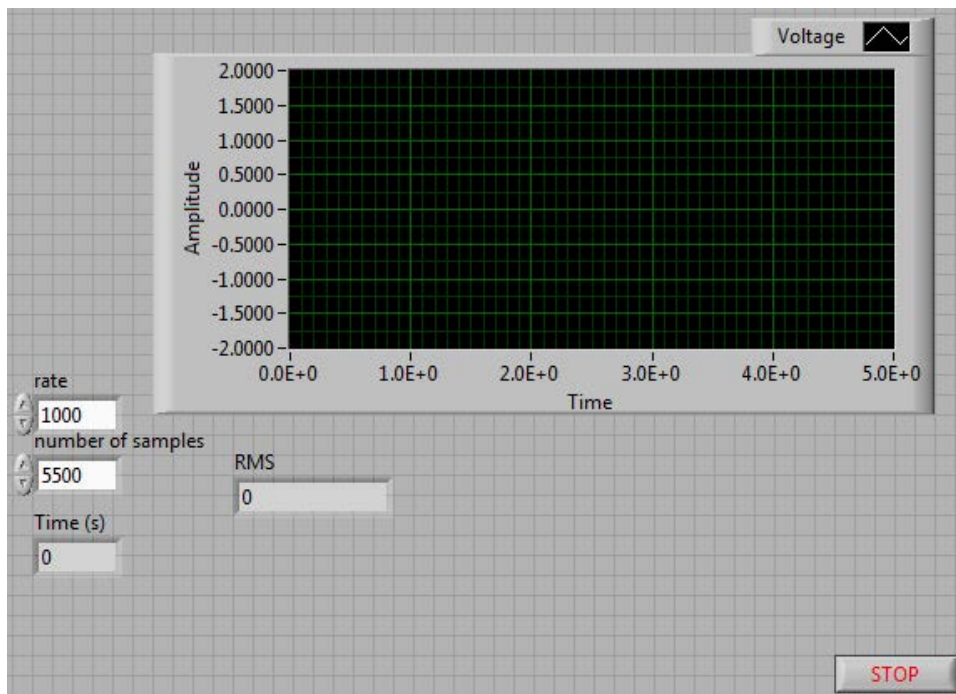 Voltage
2.0000
1.5000
1.0000
0.5000
0.0000
-0.5000
-1.0000
-1.5000
-2.0000
Amplitude
0.0E+0 1.0E+0 2.0E+0 3.0E+0 4.0E+0 5.0E+0
Time
rate
1000
number of samples
5500
RMS
0
Time (s)
0
STOP